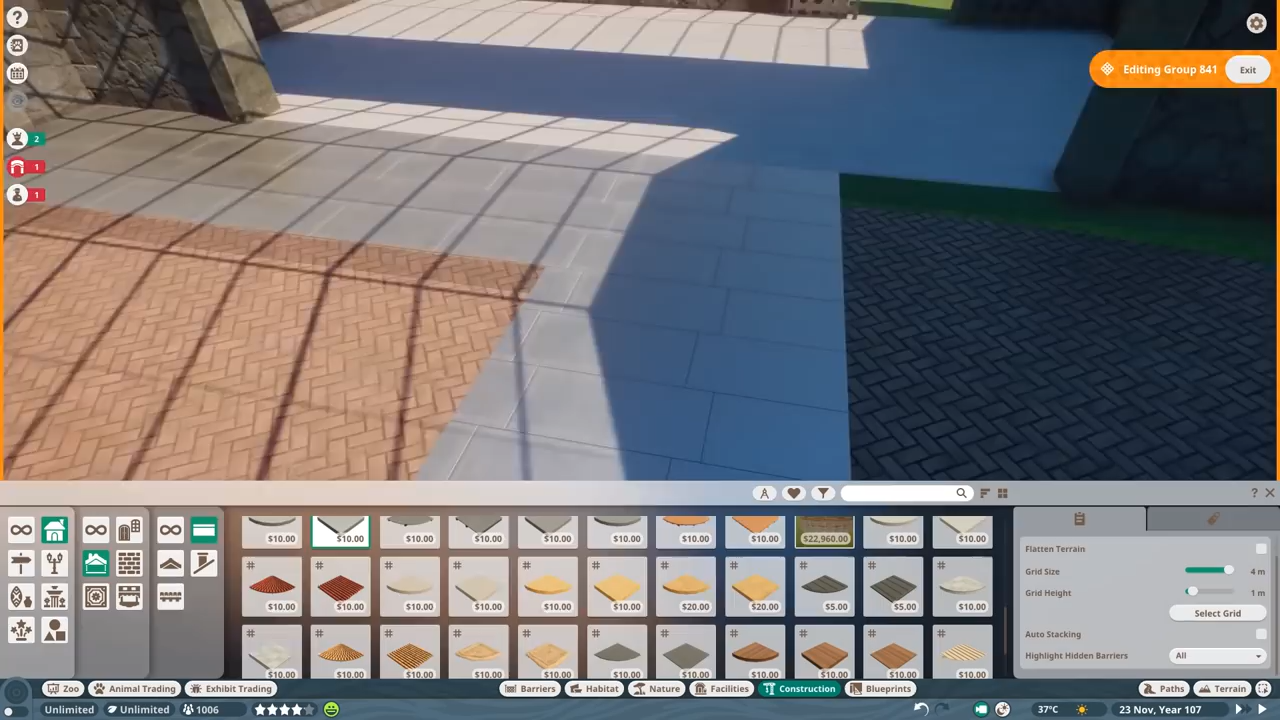 Editing Group 841
Exit
2
1
1
$10.00 $10.00 $10.00 $10.00 $10.00 $10.00 $10.00 $10.00 $22,960.00 $10.00 $10.00
$10.00 $10.00 $10.00 $10.00 $10.00 $10.00 $20.00 $20.00 $5.00 $5.00 $10.00
$10.00 $10.00 $10.00 $10.00 $10.00 $10.00 $10.00 $10.00 $10.00 $10.00 $10.00
Flatten Terrain
Grid Size 4 m
Grid Height 1 m
Select Grid
Auto Stacking
Highlight Hidden Barriers All
Zoo Animal Trading Exhibit Trading Barriers Habitat Nature Facilities Construction Blueprints Paths Terrain
Unlimited Unlimited 1006 37°C 23 Nov, Year 107